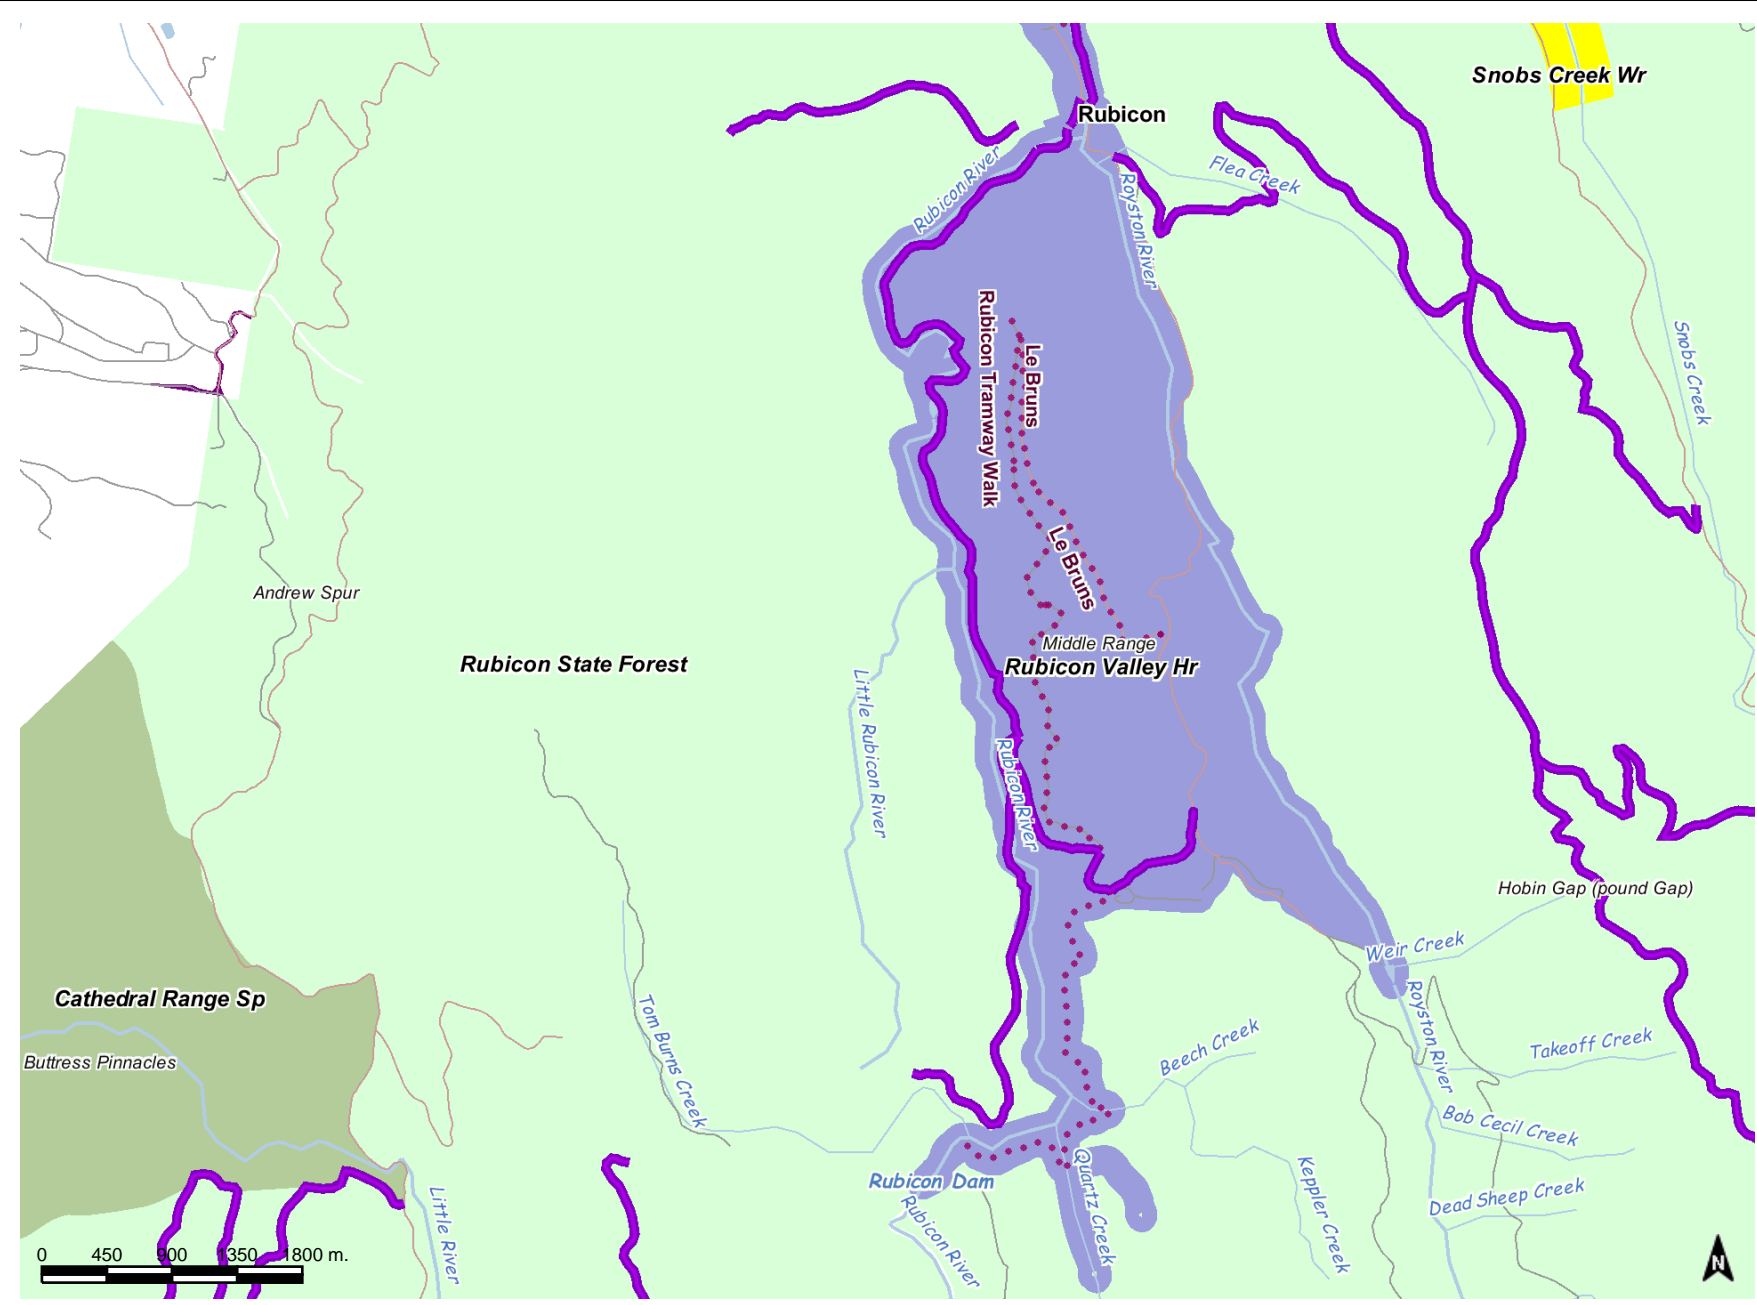 Snobs Creek Wr
Rubicon
Flea Creek
Rubicon River
Royston River
Rubicon Tramway Walk
Le Bruns
Snobs Creek
Le Bruns
Andrew Spur
Middle Range
Rubicon State Forest
Rubicon Valley Hr
Little Rubicon River
Rubicon River
Hobin Gap (pound Gap)
Weir Creek
Cathedral Range Sp
Tom Burns Creek
Royston River
Beech Creek
Takeoff Creek
Buttress Pinnacles
Bob Cecil Creek
Quartz Creek
Keppler Creek
Rubicon Dam
Dead Sheep Creek
Little River
Rubicon River
0 450 900 1350 1800 m.
N